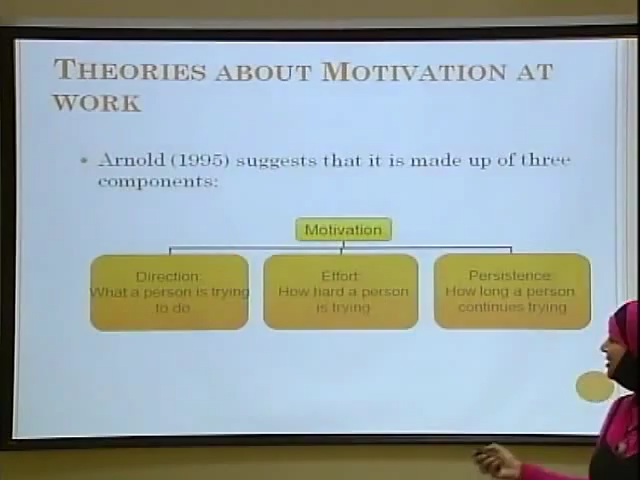 THEORIES ABOUT MOTIVATION AT
WORK
• Arnold (1995) suggests that it is made up of three
components:
Motivation
Direction:
What a person is trying
to do
Effort:
How hard a person
is trying
Persistence:
How long a person
continues trying